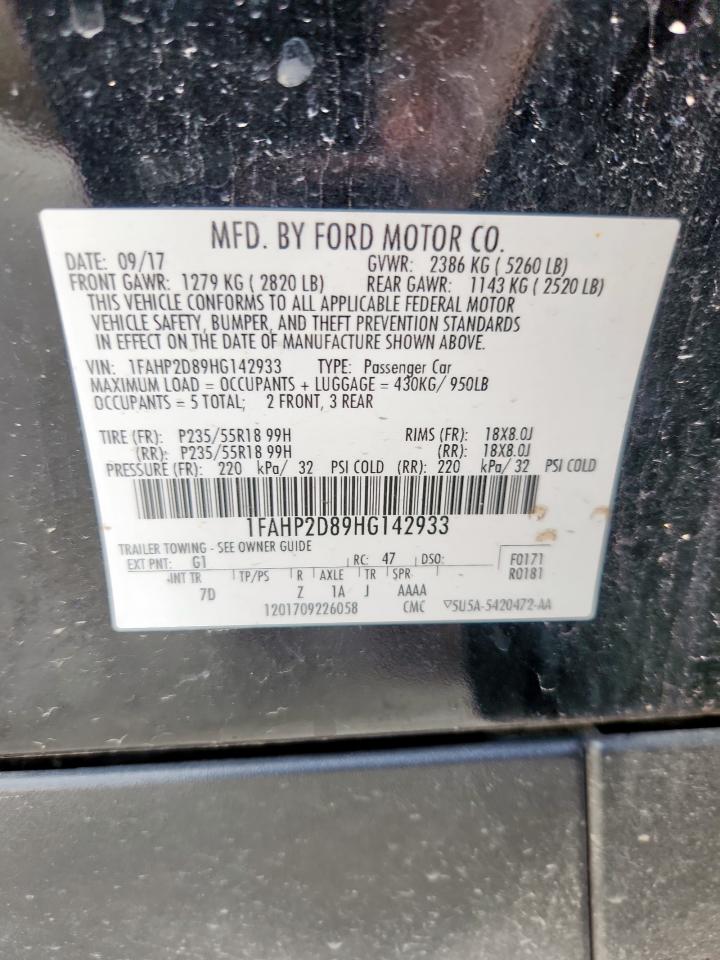 MFD. BY FORD MOTOR CO.
DATE: 09/17 GVWR: 2386 KG ( 5260 LB)
FRONT GAWR: 1279 KG ( 2820 LB) REAR GAWR: 1143 KG ( 2520 LB)
THIS VEHICLE CONFORMS TO ALL APPLICABLE FEDERAL MOTOR
VEHICLE SAFETY, BUMPER, AND THEFT PREVENTION STANDARDS
IN EFFECT ON THE DATE OF MANUFACTURE SHOWN ABOVE.
VIN: 1FAHP2D89HG142933 TYPE: Passenger Car
MAXIMUM LOAD = OCCUPANTS + LUGGAGE = 430KG/ 950LB
OCCUPANTS = 5 TOTAL; 2 FRONT, 3 REAR
TIRE (FR): P235/55R18 99H RIMS (FR): 18X8.0J
(RR): P235/55R18 99H (RR): 18X8.0J
PRESSURE (FR): 220 kPa/ 32 PSI COLD (RR): 220 kPa/ 32 PSI COLD
1FAHP2D89HG142933
TRAILER TOWING - SEE OWNER GUIDE
EXT PNT: G1 RC: 47 DSO: F0171
INT TR TP/PS R AXLE TR SPR R0181
7D Z 1A J AAAA
1201709226058 CMC ▽5U5A-5420472-AA